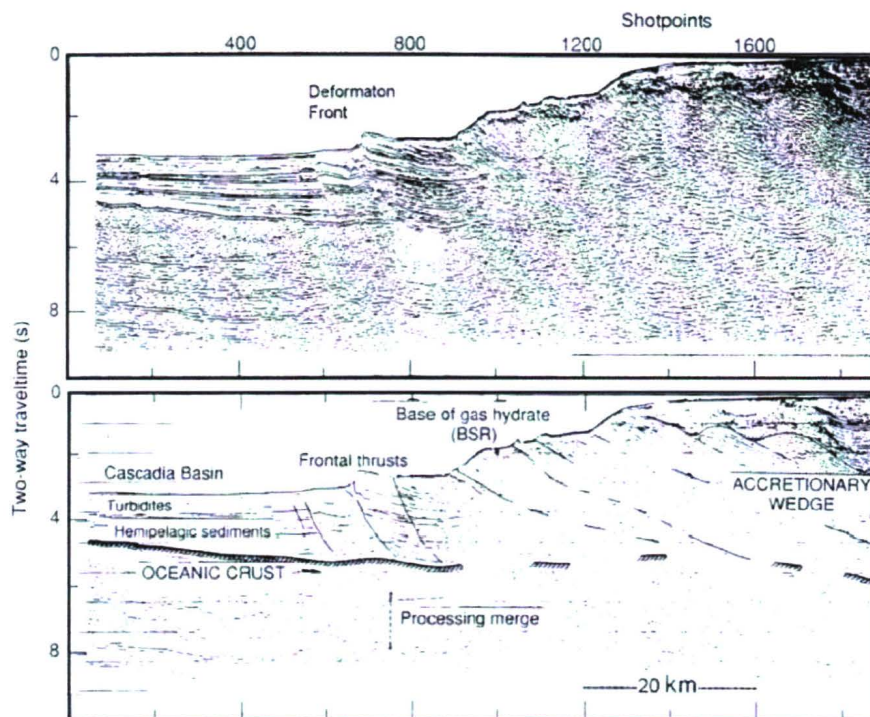 Shotpoints
400 800 1200 1600
0
Deformaton
Front
4
8
Two-way traveltime (s)
0
Base of gas hydrate
(BSR)
Cascadia Basin
Frontal thrusts
ACCRETIONARY
WEDGE
Turbidites
4
Hemipelagic sediments
OCEANIC CRUST
Processing merge
8
20 km